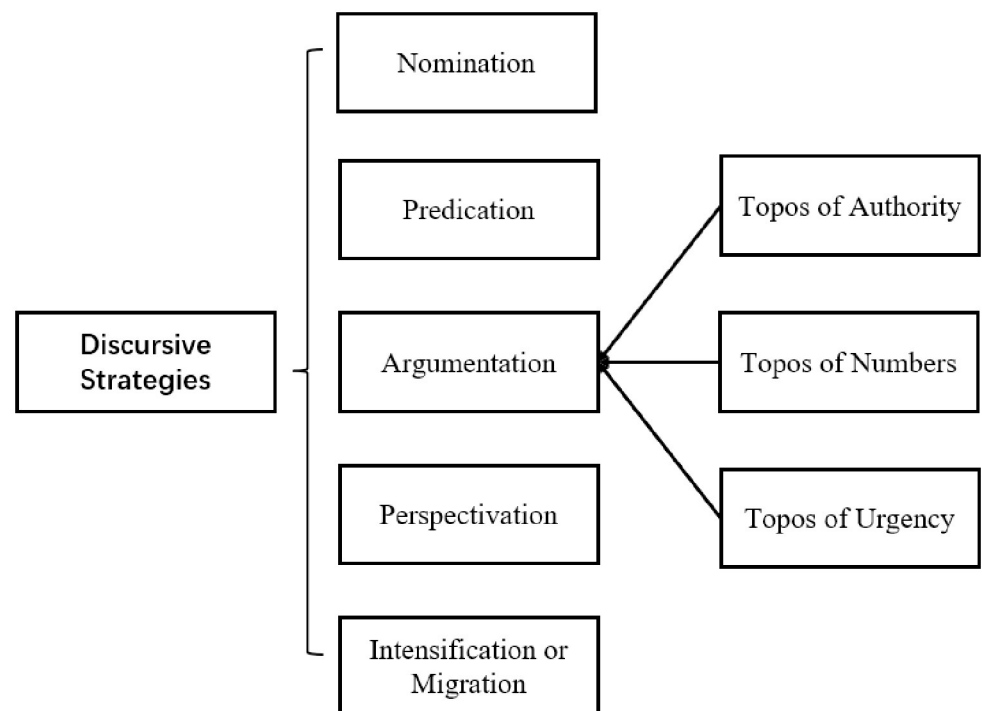 Discursive
Strategies
Nomination
Predication
Argumentation
Perspectivation
Intensification or
Migration
Topos of Authority
Topos of Numbers
Topos of Urgency